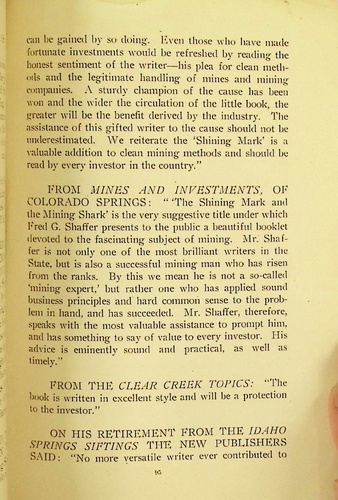 can be gained by so doing. Even those who have made
fortunate investments would be refreshed by reading the
honest sentiment of the writer—his plea for clean meth-
ods and the legitimate handling of mines and mining
companies. A sturdy champion of the cause has been
won and the wider the circulation of the little book, the
greater will be the benefit derived by the industry. The
assistance of this gifted writer to the cause should not be
underestimated. We reiterate the 'Shining Mark' is a
valuable addition to clean mining methods and should be
read by every investor in the country."
FROM MINES AND INVESTMENTS, OF
COLORADO SPRINGS: "'The Shining Mark and
the Mining Shark' is the very suggestive title under which
Fred G. Shaffer presents to the public a beautiful booklet
devoted to the fascinating subject of mining. Mr. Shaf-
fer is not only one of the most brilliant writers in the
State, but is also a successful mining man who has risen
from the ranks. By this we mean he is not a so-called
'mining expert,' but rather one who has applied sound
business principles and hard common sense to the prob-
lem in hand, and has succeeded. Mr. Shaffer, therefore,
speaks with the most valuable assistance to prompt him,
and has something to say of value to every investor. His
advice is eminently sound and practical, as well as
timely."
FROM THE CLEAR CREEK TOPICS: "The
book is written in excellent style and will be a protection
to the investor."
ON HIS RETIREMENT FROM THE IDAHO
SPRINGS SIFTINGS THE NEW PUBLISHERS
SAID: "No more versatile writer ever contributed to
95